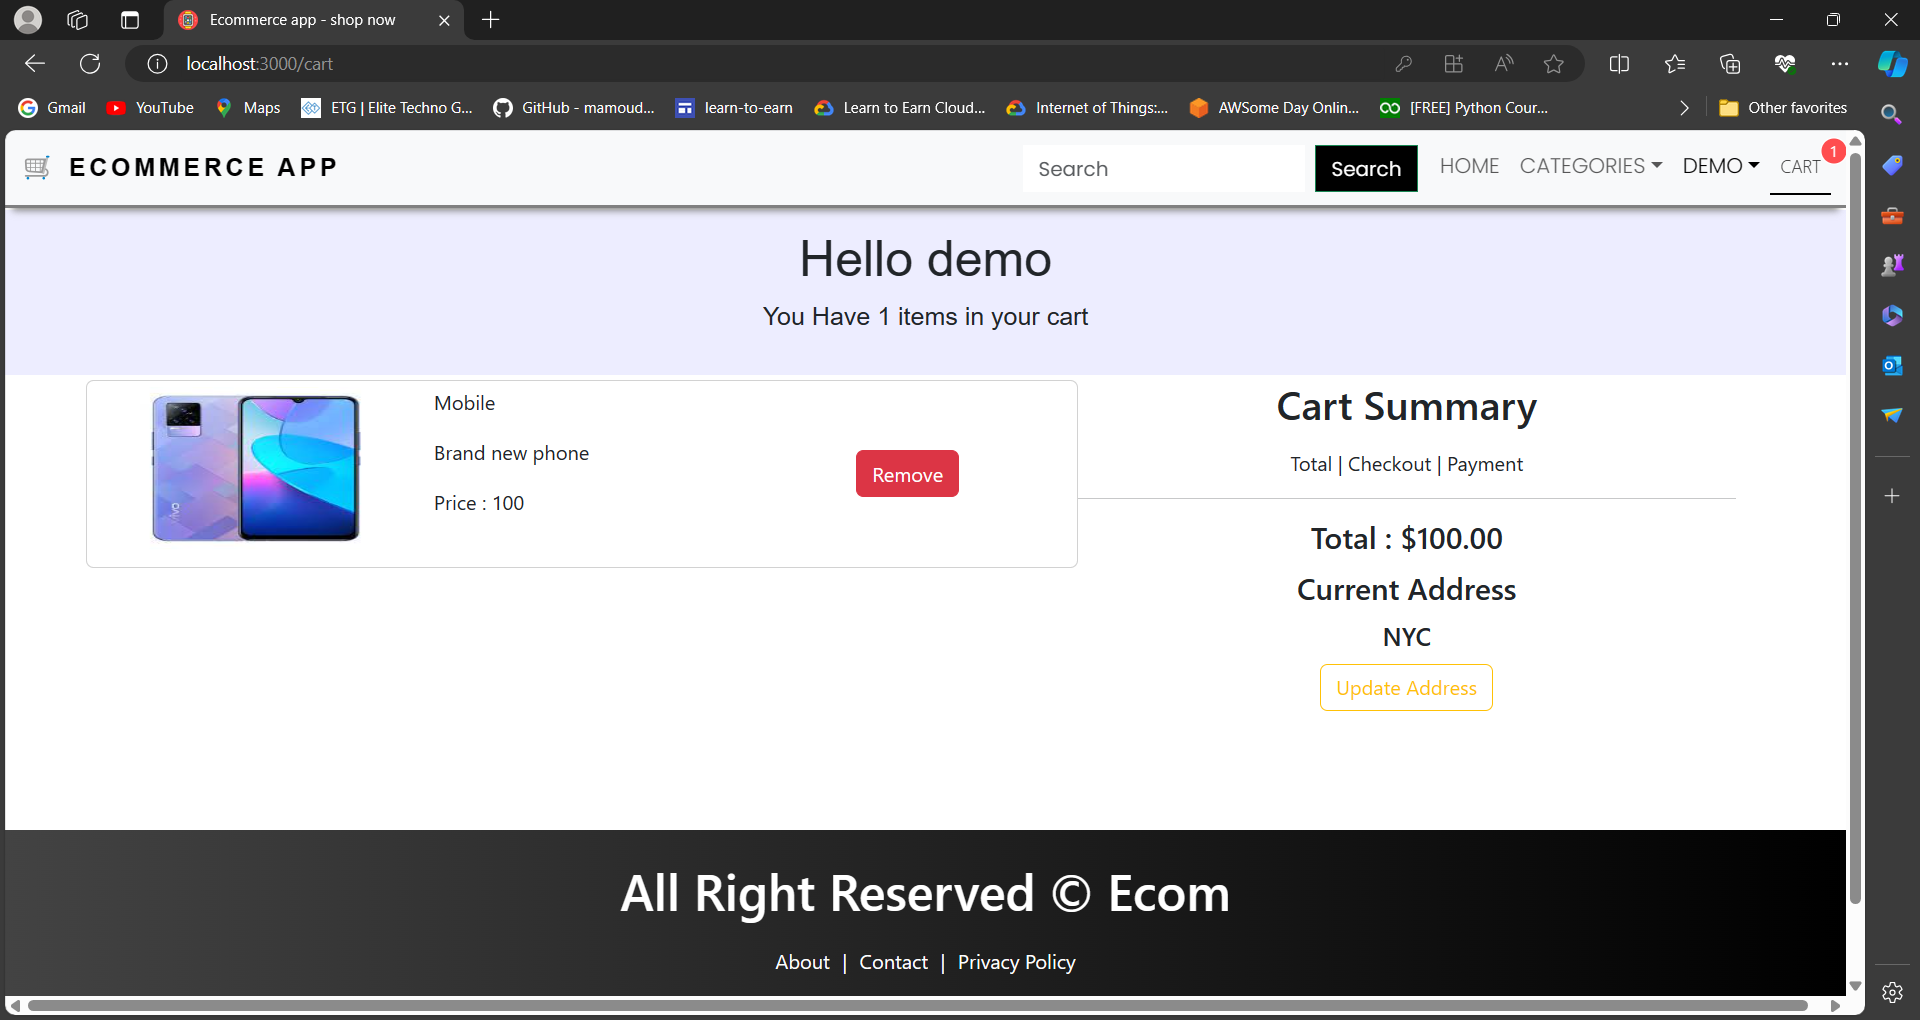 Ecommerce app - shop now
localhost:3000/cart
Gmail
YouTube
Maps
ETG | Elite Techno G...
GitHub - mamoud...
learn-to-earn
Learn to Earn Cloud...
Internet of Things:...
AWSome Day Onlin...
[FREE] Python Cour...
Other favorites
ECOMMERCE APP
Search
Search
HOME
CATEGORIES
DEMO
CART
1
Hello demo
You Have 1 items in your cart
Mobile
Brand new phone
Price : 100
Remove
vivo
Cart Summary
Total | Checkout | Payment
Total : $100.00
Current Address
NYC
Update Address
All Right Reserved © Ecom
About | Contact | Privacy Policy